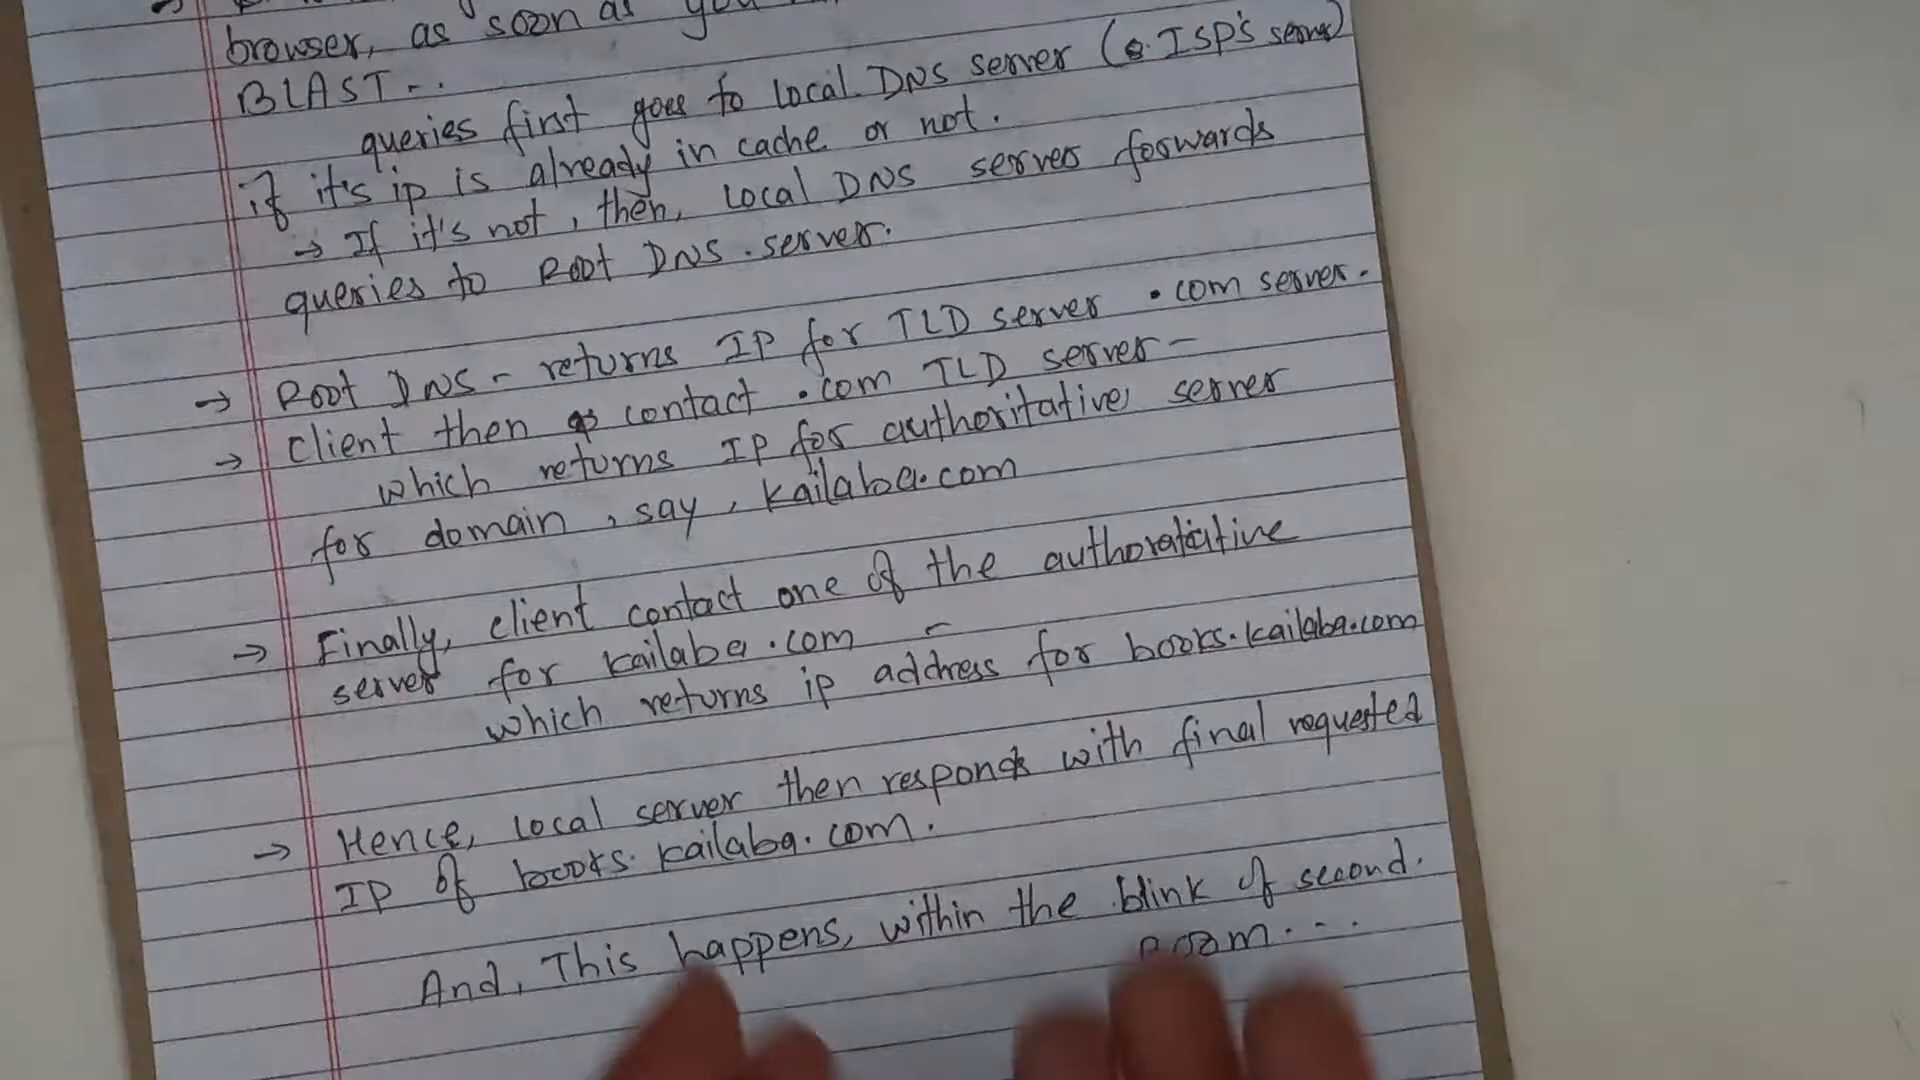 browser, as soon as you
BLAST...
queries first goes to local DNS server (ISP's server)
if it's ip is already in cache or not.
→ If it's not, then, local DNS server forwards
queries to Root DNS server.
→ Root DNS - returns IP for TLD server .com server.
→ Client then contact .com TLD server -
which returns IP for authoritative server
for domain, say, kailaba.com
→ Finally, client contact one of the authoratitive
server for kailaba.com -
which returns ip address for books.kailaba.com
→ Hence, local server then responds with final requested
IP of books.kailaba.com.
And, This happens, within the blink of second.